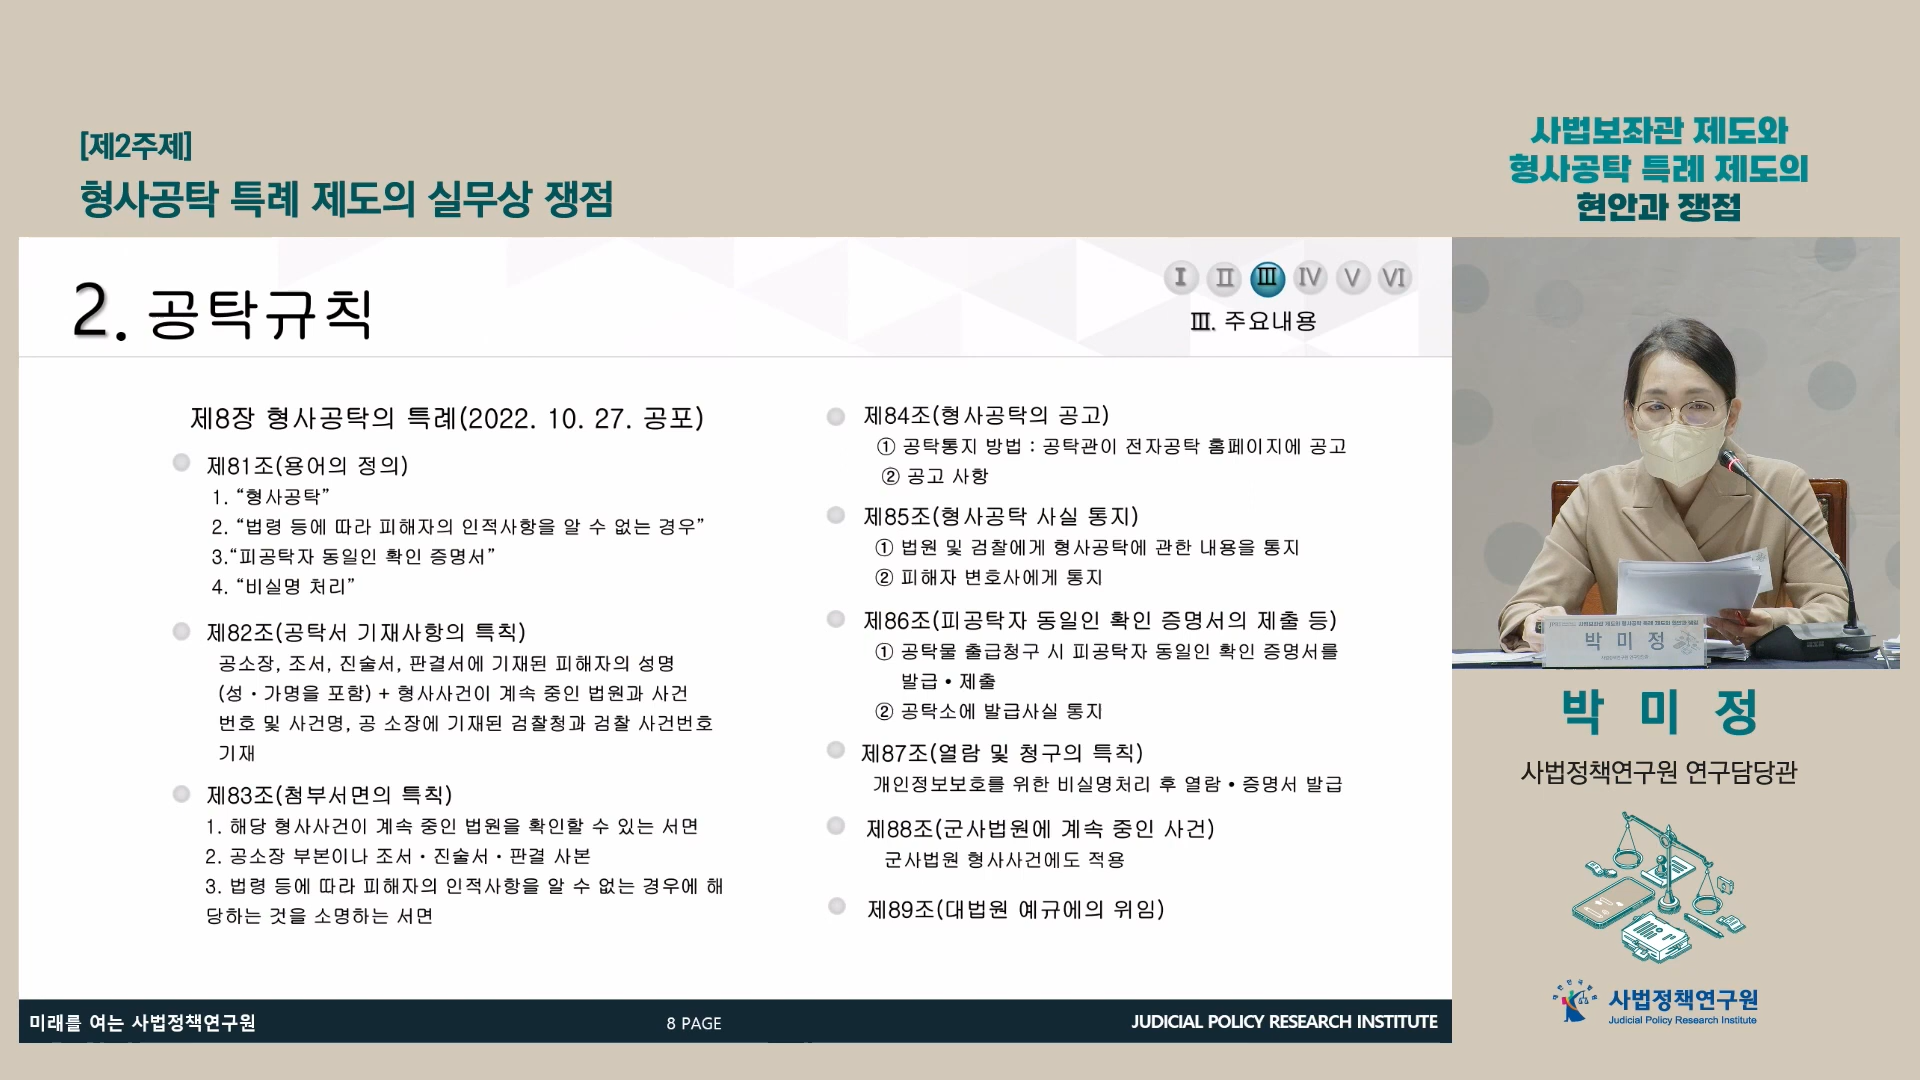 [제2주제]
형사공탁 특례 제도의 실무상 쟁점
사법보좌관 제도와
형사공탁 특례 제도의
현안과 쟁점
2. 공탁규칙
I II III IV V VI
Ⅲ. 주요내용
제8장 형사공탁의 특례(2022. 10. 27. 공포)
제81조(용어의 정의)
1. “형사공탁”
2. “법령 등에 따라 피해자의 인적사항을 알 수 없는 경우”
3.“피공탁자 동일인 확인 증명서”
4. “비실명 처리”
제82조(공탁서 기재사항의 특칙)
공소장, 조서, 진술서, 판결서에 기재된 피해자의 성명
(성・가명을 포함) + 형사사건이 계속 중인 법원과 사건
번호 및 사건명, 공 소장에 기재된 검찰청과 검찰 사건번호
기재
제83조(첨부서면의 특칙)
1. 해당 형사사건이 계속 중인 법원을 확인할 수 있는 서면
2. 공소장 부본이나 조서・진술서・판결 사본
3. 법령 등에 따라 피해자의 인적사항을 알 수 없는 경우에 해
당하는 것을 소명하는 서면
제84조(형사공탁의 공고)
① 공탁통지 방법 : 공탁관이 전자공탁 홈페이지에 공고
② 공고 사항
제85조(형사공탁 사실 통지)
① 법원 및 검찰에게 형사공탁에 관한 내용을 통지
② 피해자 변호사에게 통지
제86조(피공탁자 동일인 확인 증명서의 제출 등)
① 공탁물 출급청구 시 피공탁자 동일인 확인 증명서를
발급 • 제출
② 공탁소에 발급사실 통지
제87조(열람 및 청구의 특칙)
개인정보보호를 위한 비실명처리 후 열람 • 증명서 발급
제88조(군사법원에 계속 중인 사건)
군사법원 형사사건에도 적용
제89조(대법원 예규에의 위임)
미래를 여는 사법정책연구원
8 PAGE
JUDICIAL POLICY RESEARCH INSTITUTE
박 미 정
박 미 정
사법정책연구원 연구담당관
사법정책연구원
Judicial Policy Research Institute